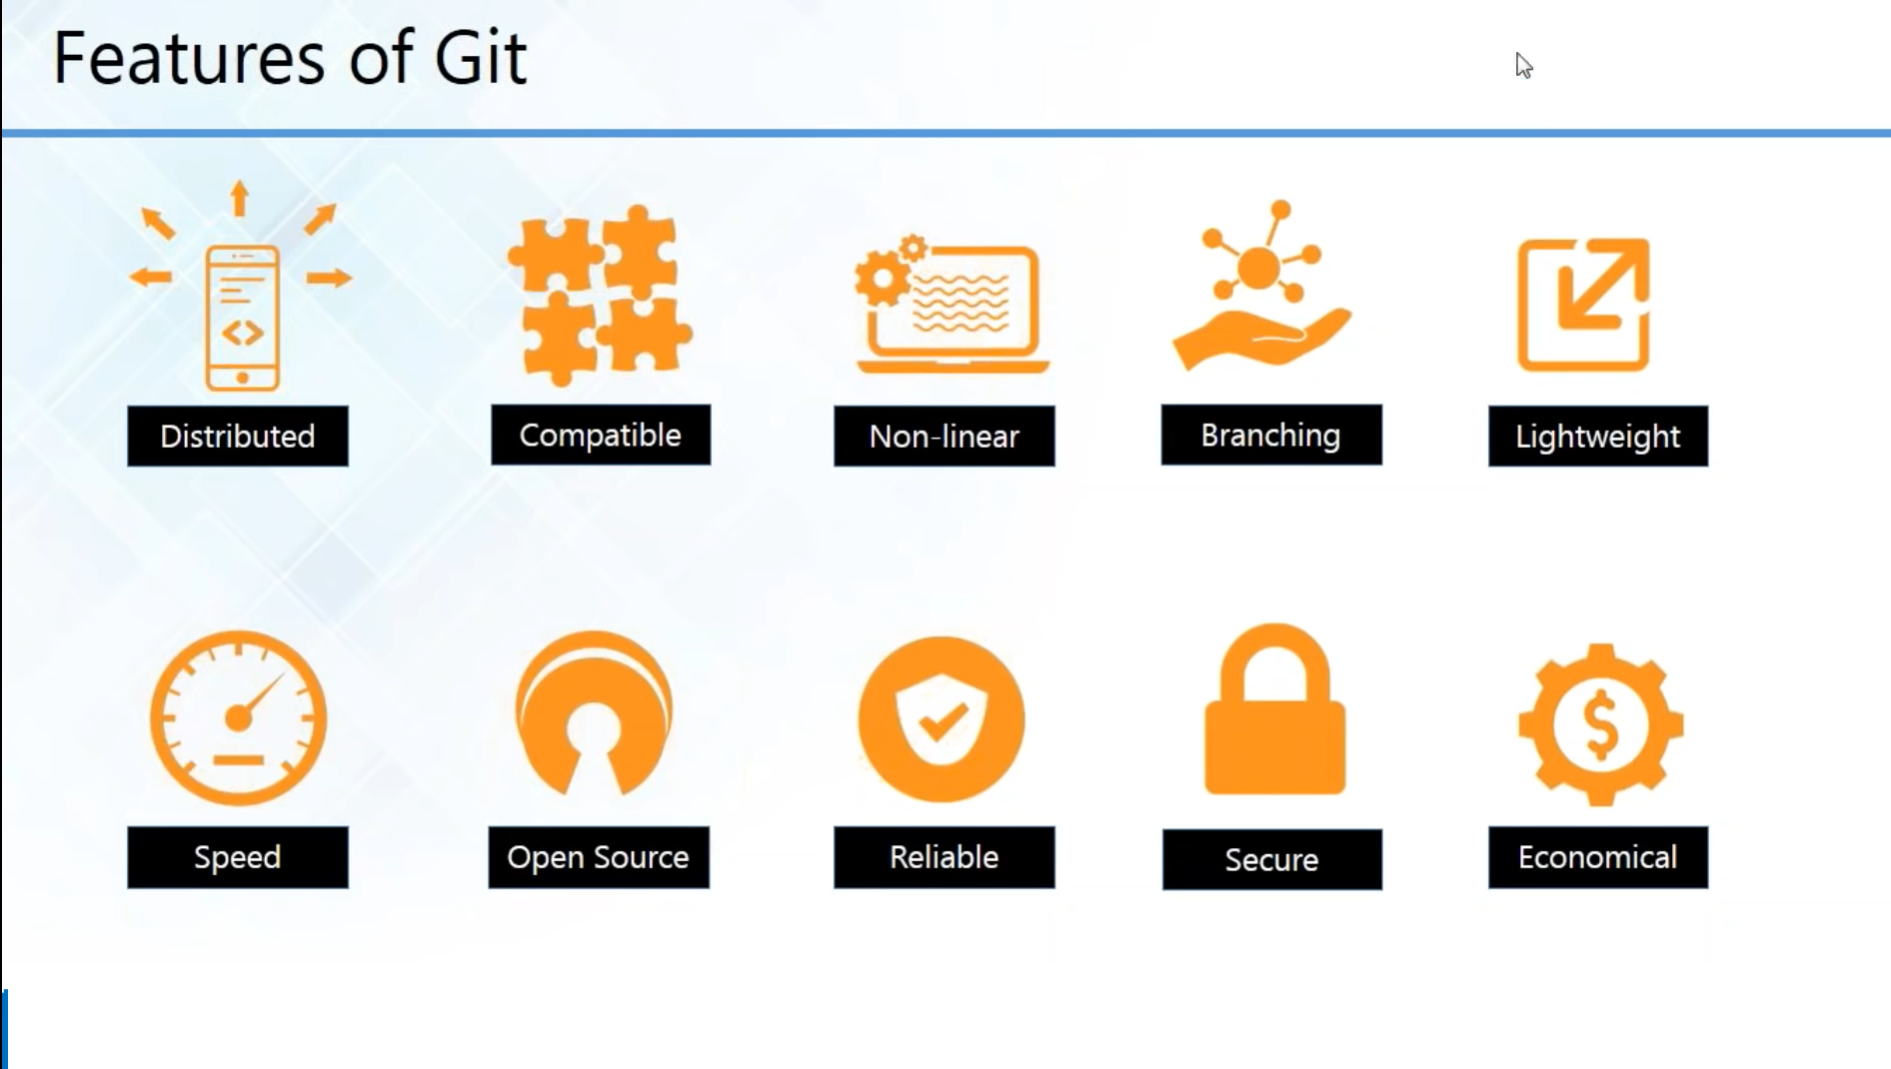 Features of Git
Distributed
Compatible
Non-linear
Branching
Lightweight
Speed
Open Source
Reliable
Secure
Economical